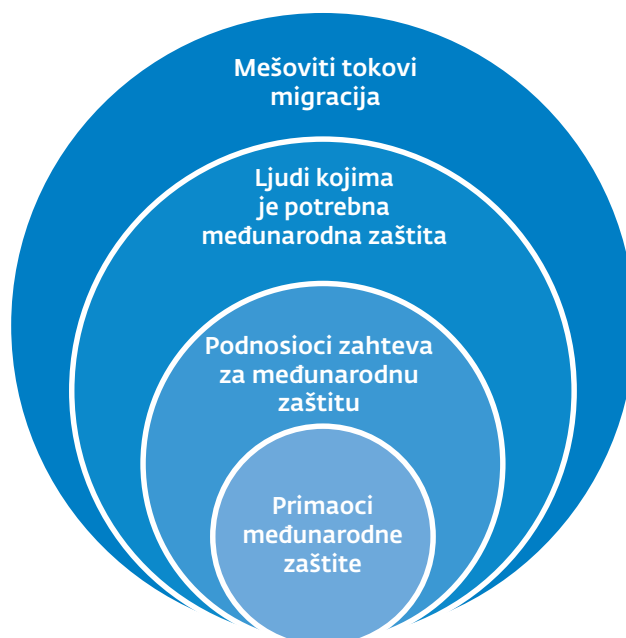 Mešoviti tokovi
migracija
Ljudi kojima
je potrebna
međunarodna zaštita
Podnosioci zahteva
za međunarodnu
zaštitu
Primaoci
međunarodne
zaštite